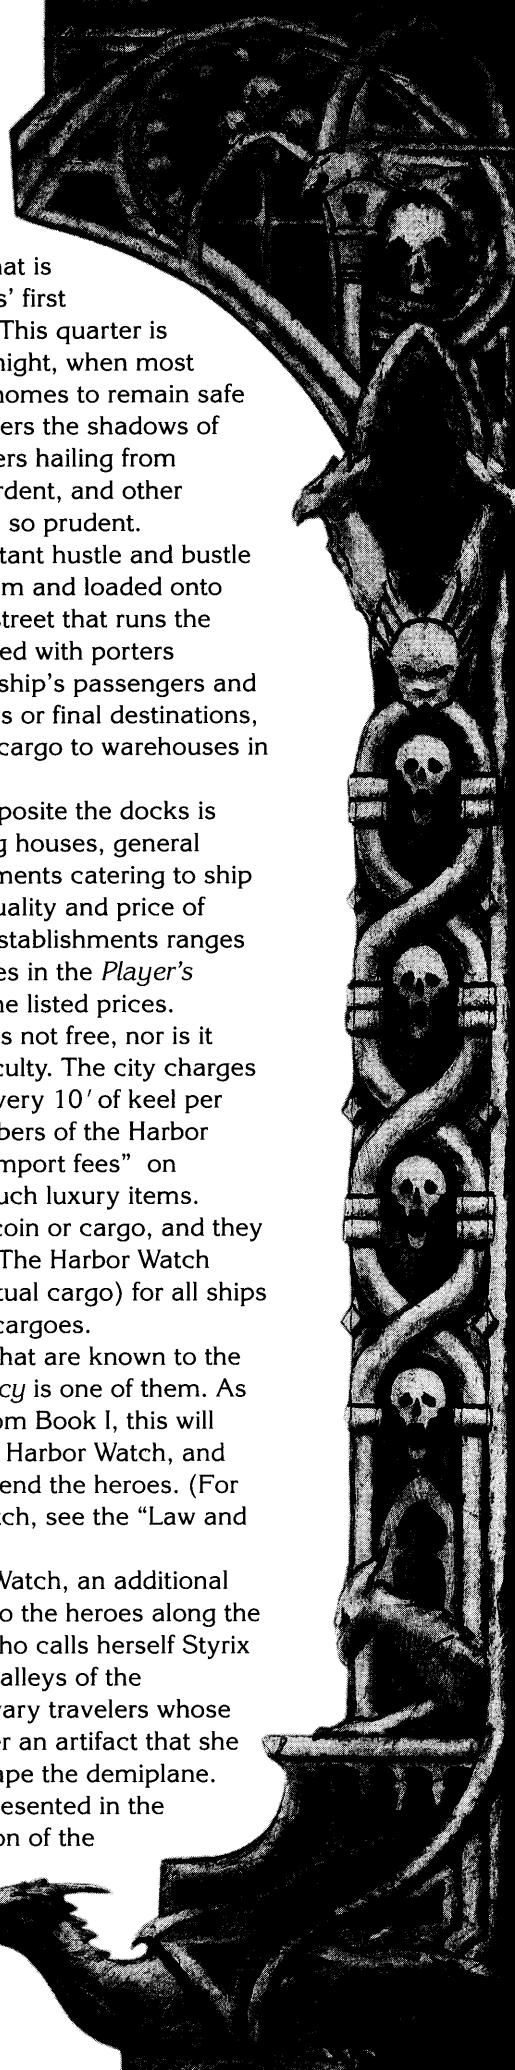 hat is
s' first
This quarter is
night, when most
homes to remain safe
ers the shadows of
ers hailing from
rdent, and other
so prudent.
tant hustle and bustle
m and loaded onto
street that runs the
ed with porters
ship's passengers and
s or final destinations,
cargo to warehouses in
posite the docks is
g houses, general
ments catering to ship
uality and price of
stablishments ranges
es in the Player's
he listed prices.
s not free, nor is it
culty. The city charges
very 10' of keel per
bers of the Harbor
mport fees" on
uch luxury items.
coin or cargo, and they
The Harbor Watch
tual cargo) for all ships
cargoes.
hat are known to the
cy is one of them. As
om Book I, this will
Harbor Watch, and
end the heroes. (For
tch, see the "Law and
Watch, an additional
o the heroes along the
ho calls herself Styrix
alleys of the
vary travelers whose
er an artifact that she
ape the demiplane.
esented in the
on of the